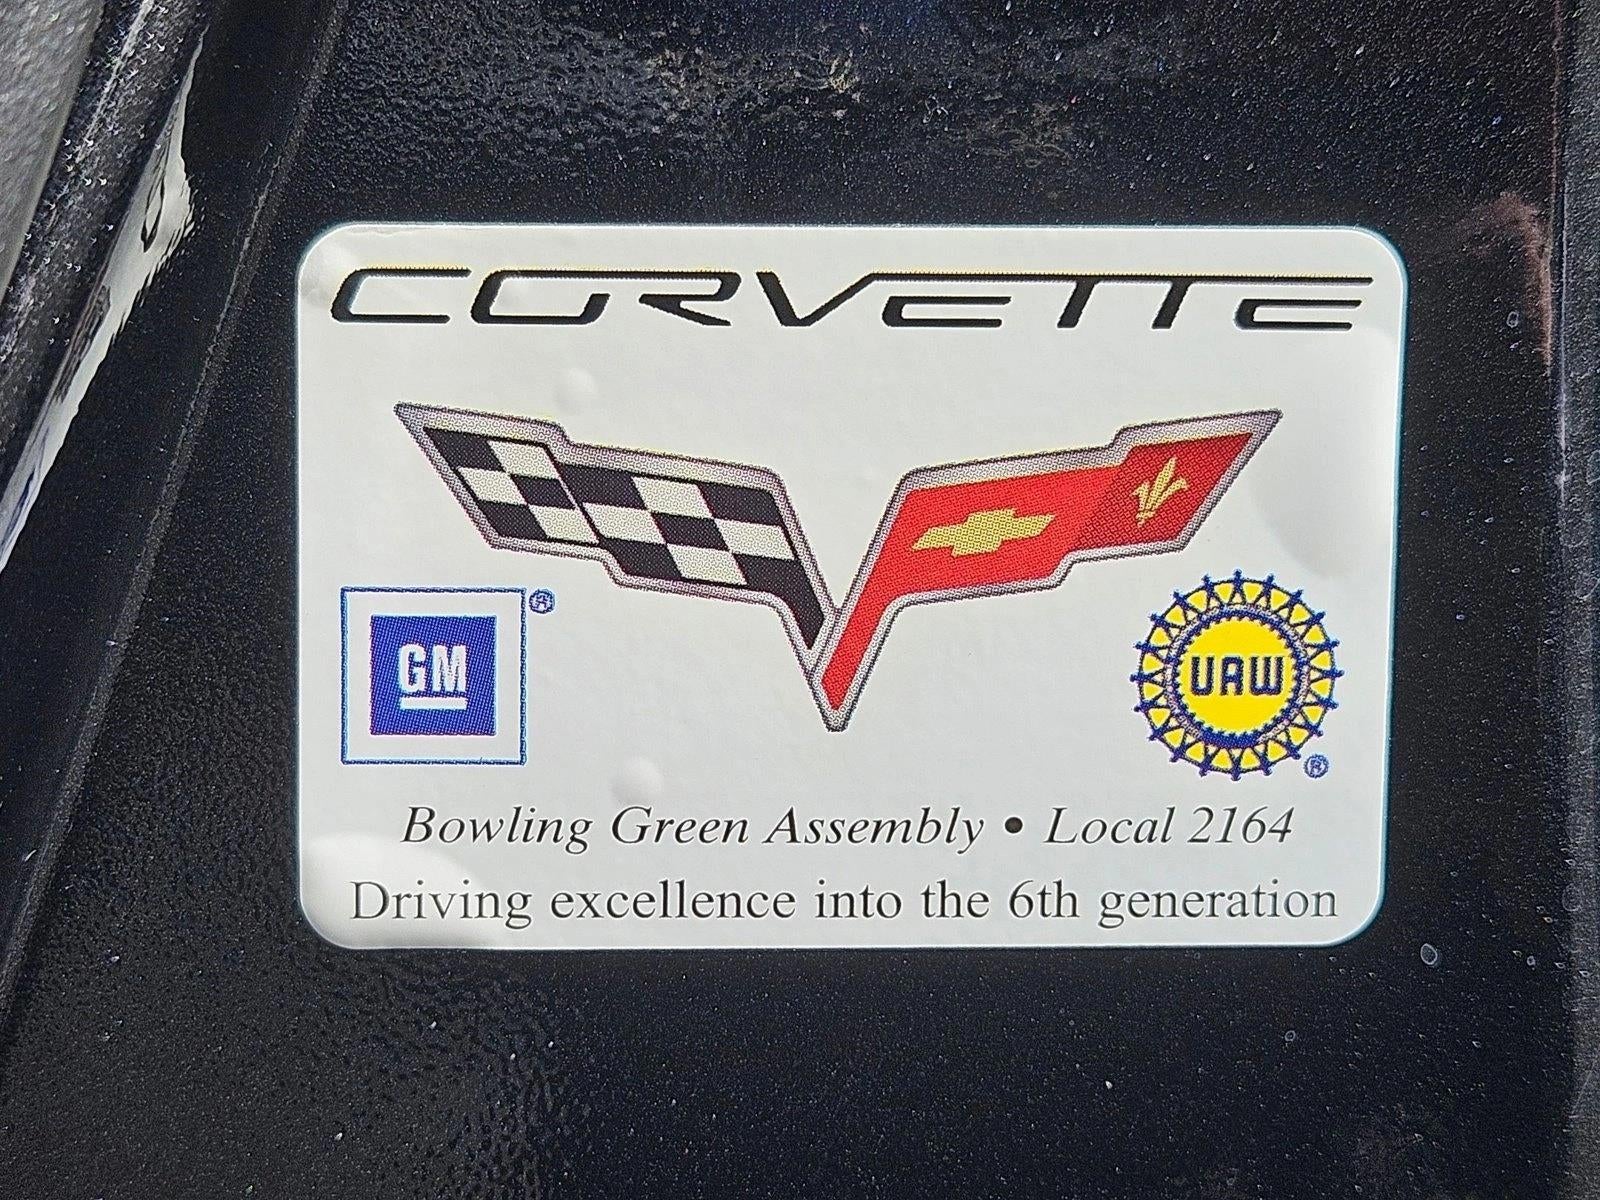 CORVETTE
GM ®
UAW ®
Bowling Green Assembly • Local 2164
Driving excellence into the 6th generation